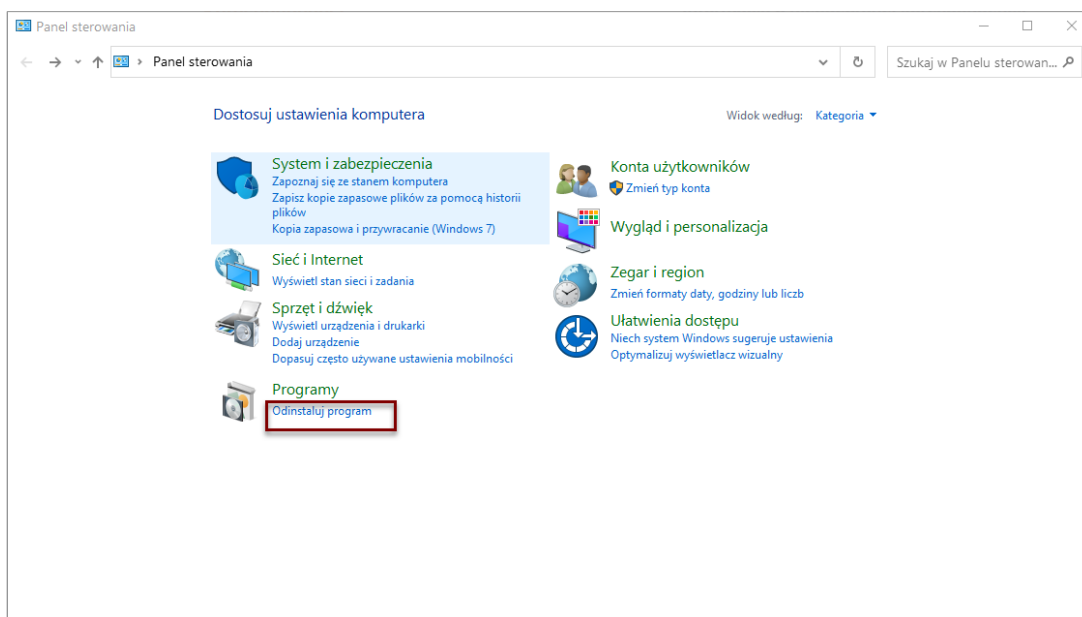 Panel sterowania
Panel sterowania
Szukaj w Panelu sterowan...
Dostosuj ustawienia komputera
Widok według: Kategoria
System i zabezpieczenia
Zapoznaj się ze stanem komputera
Zapisz kopie zapasowe plików za pomocą historii
plików
Kopia zapasowa i przywracanie (Windows 7)
Sieć i Internet
Wyświetl stan sieci i zadania
Sprzęt i dźwięk
Wyświetl urządzenia i drukarki
Dodaj urządzenie
Dopasuj często używane ustawienia mobilności
Programy
Odinstaluj program
Konta użytkowników
Zmień typ konta
Wygląd i personalizacja
Zegar i region
Zmień formaty daty, godziny lub liczb
Ułatwienia dostępu
Niech system Windows sugeruje ustawienia
Optymalizuj wyświetlacz wizualny